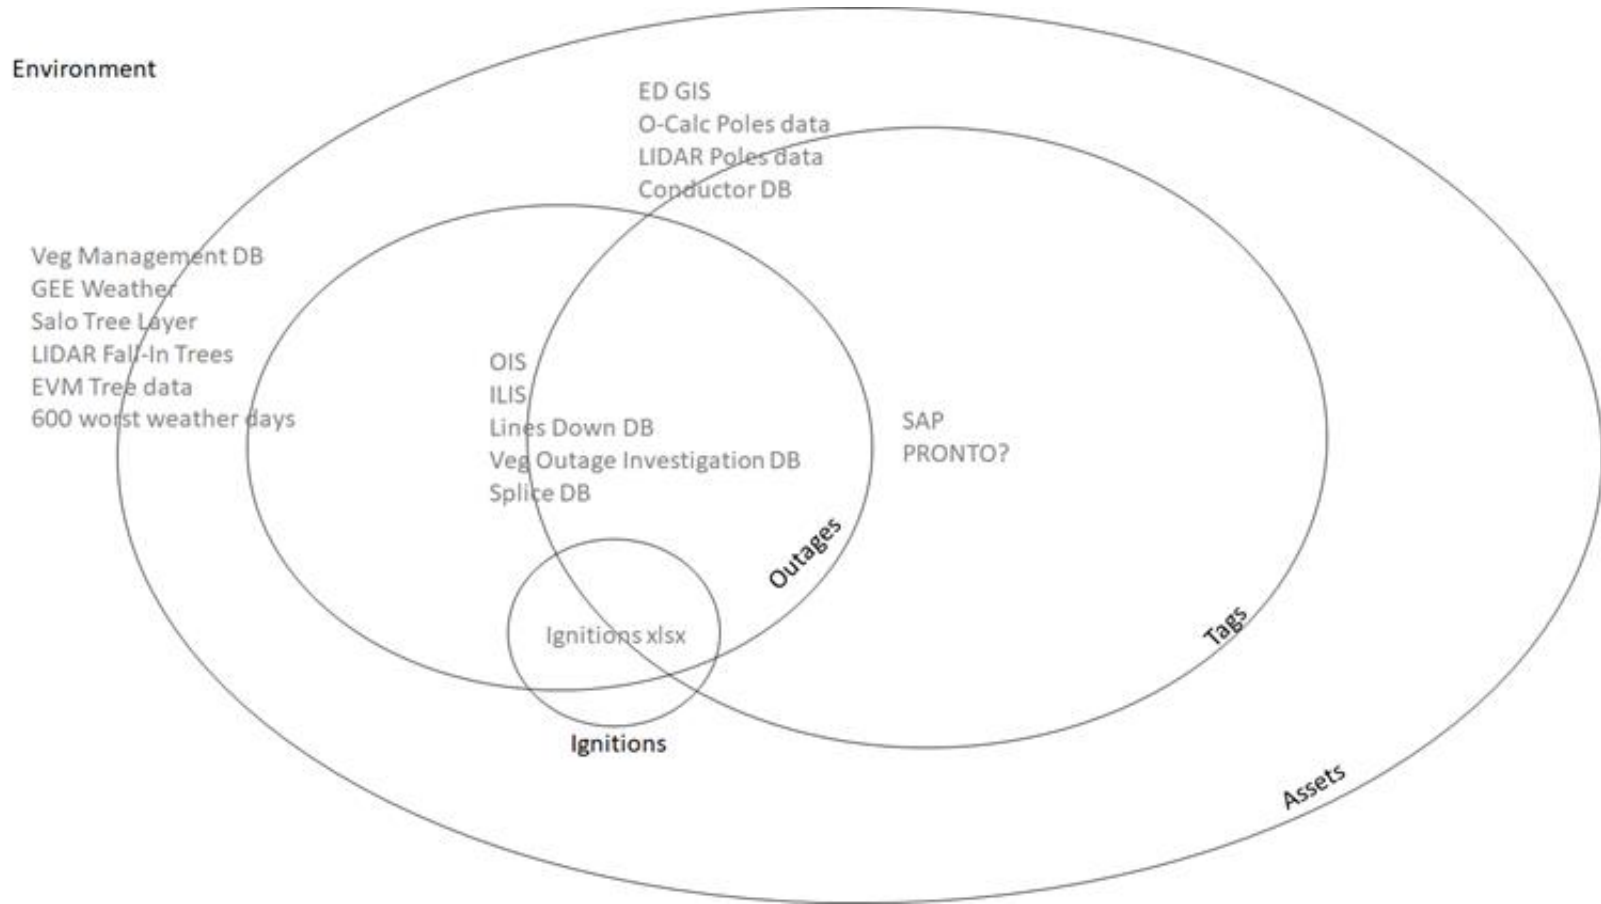 Environment
ED GIS
O-Calc Poles data
LIDAR Poles data
Conductor DB
Veg Management DB
GEE Weather
Salo Tree Layer
LIDAR Fall-In Trees
EVM Tree data
600 worst weather days
OIS
ILIS
Lines Down DB
Veg Outage Investigation DB
Splice DB
SAP
PRONTO?
Outages
Tags
Ignitions xlsx
Ignitions
Assets